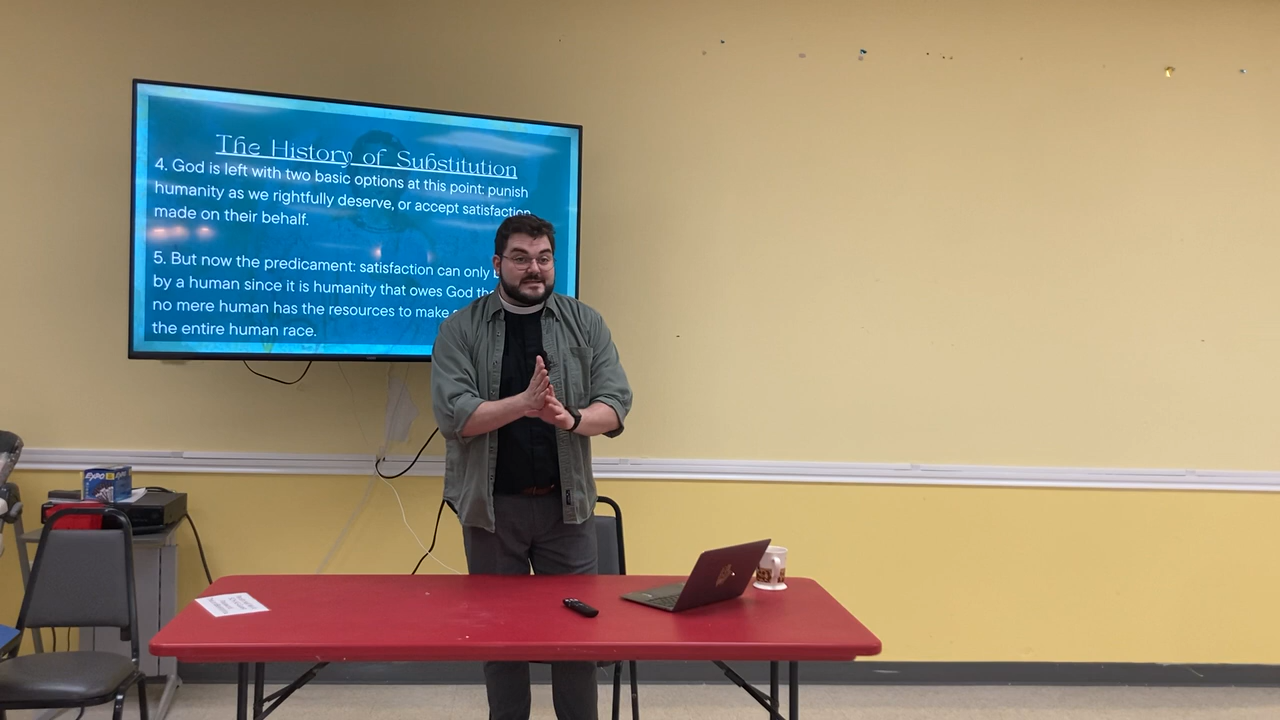 The History of Substitution
4. God is left with two basic options at this point: punish
humanity as we rightfully deserve, or accept satisfaction
made on their behalf.
5. But now the predicament: satisfaction can only
by a human since it is humanity that owes God
no mere human has the resources to make
the entire human race.
EXPO